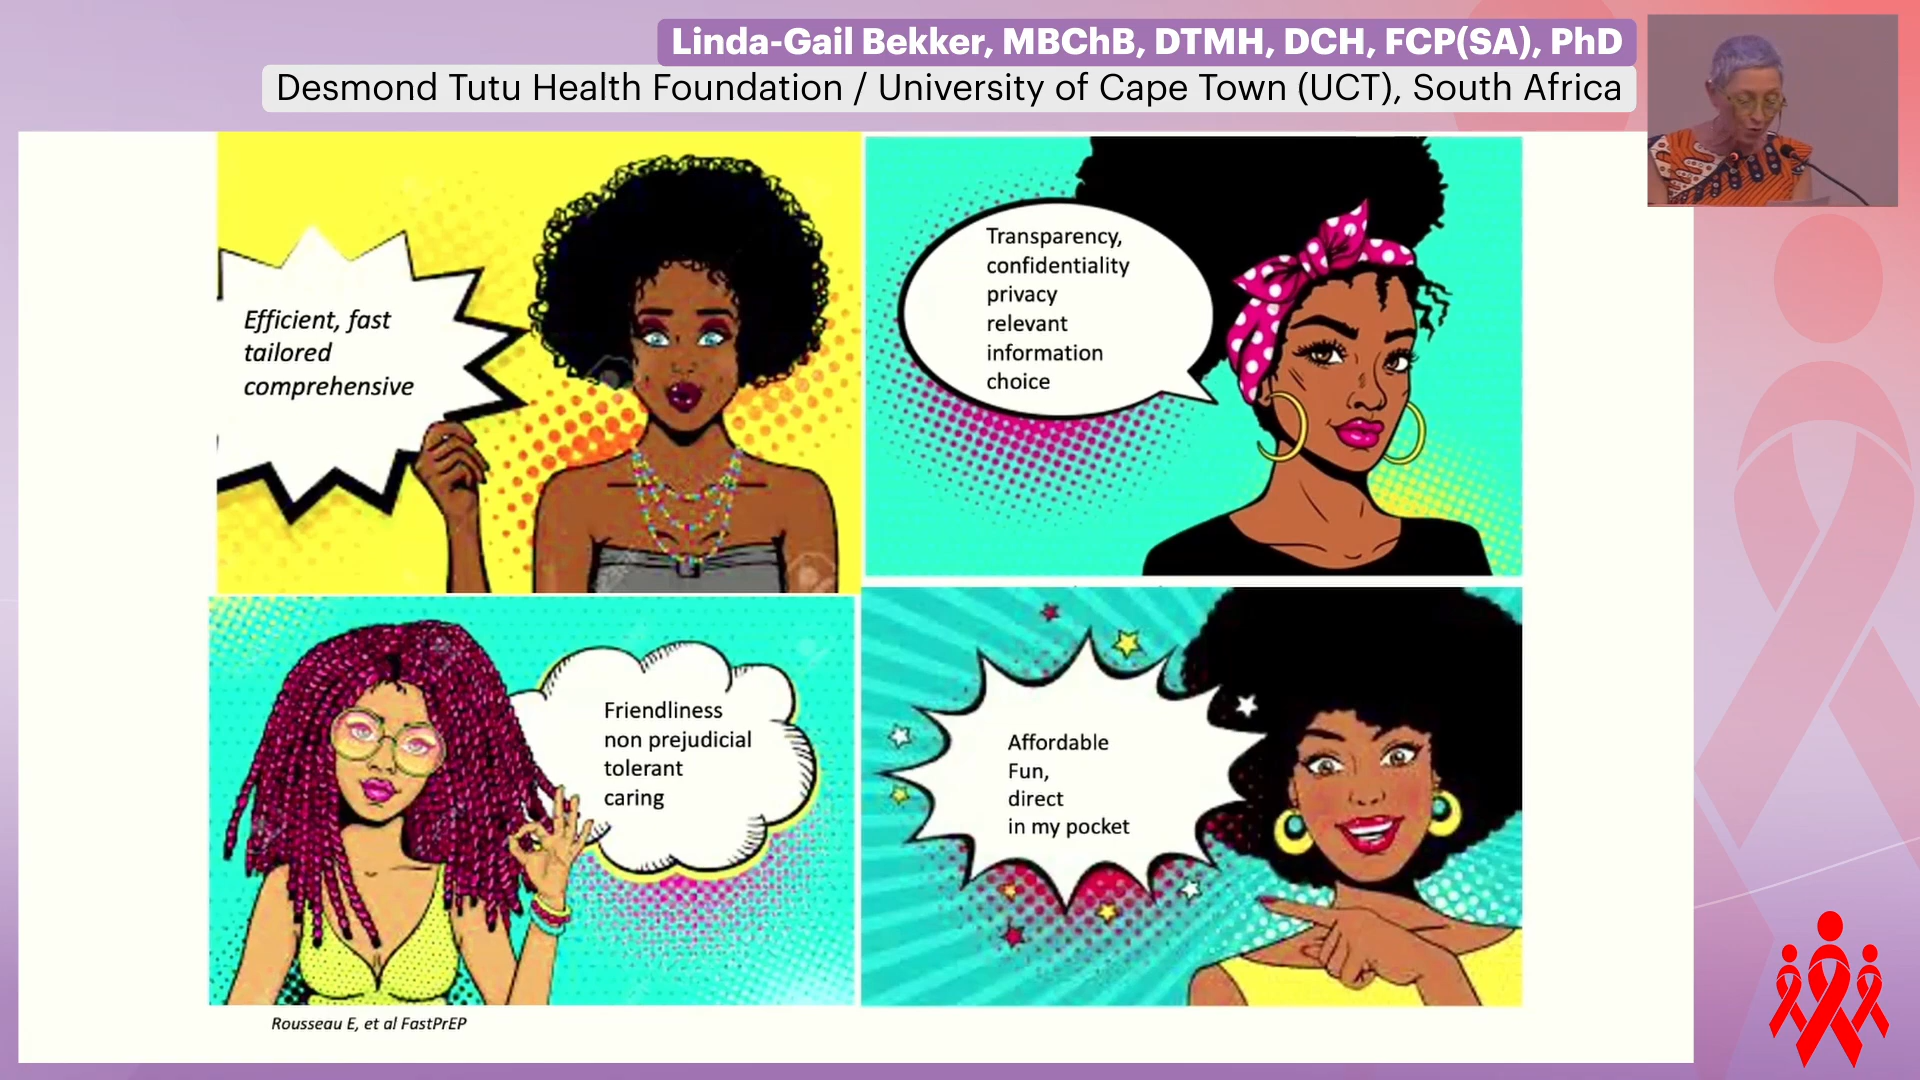 Linda-Gail Bekker, MBChB, DTMH, DCH, FCP(SA), PhD
Desmond Tutu Health Foundation / University of Cape Town (UCT), South Africa
Efficient, fast
tailored
comprehensive
Transparency,
confidentiality
privacy
relevant
information
choice
Friendliness
non prejudicial
tolerant
caring
Affordable
Fun,
direct
in my pocket
Rousseau E, et al FastPrEP